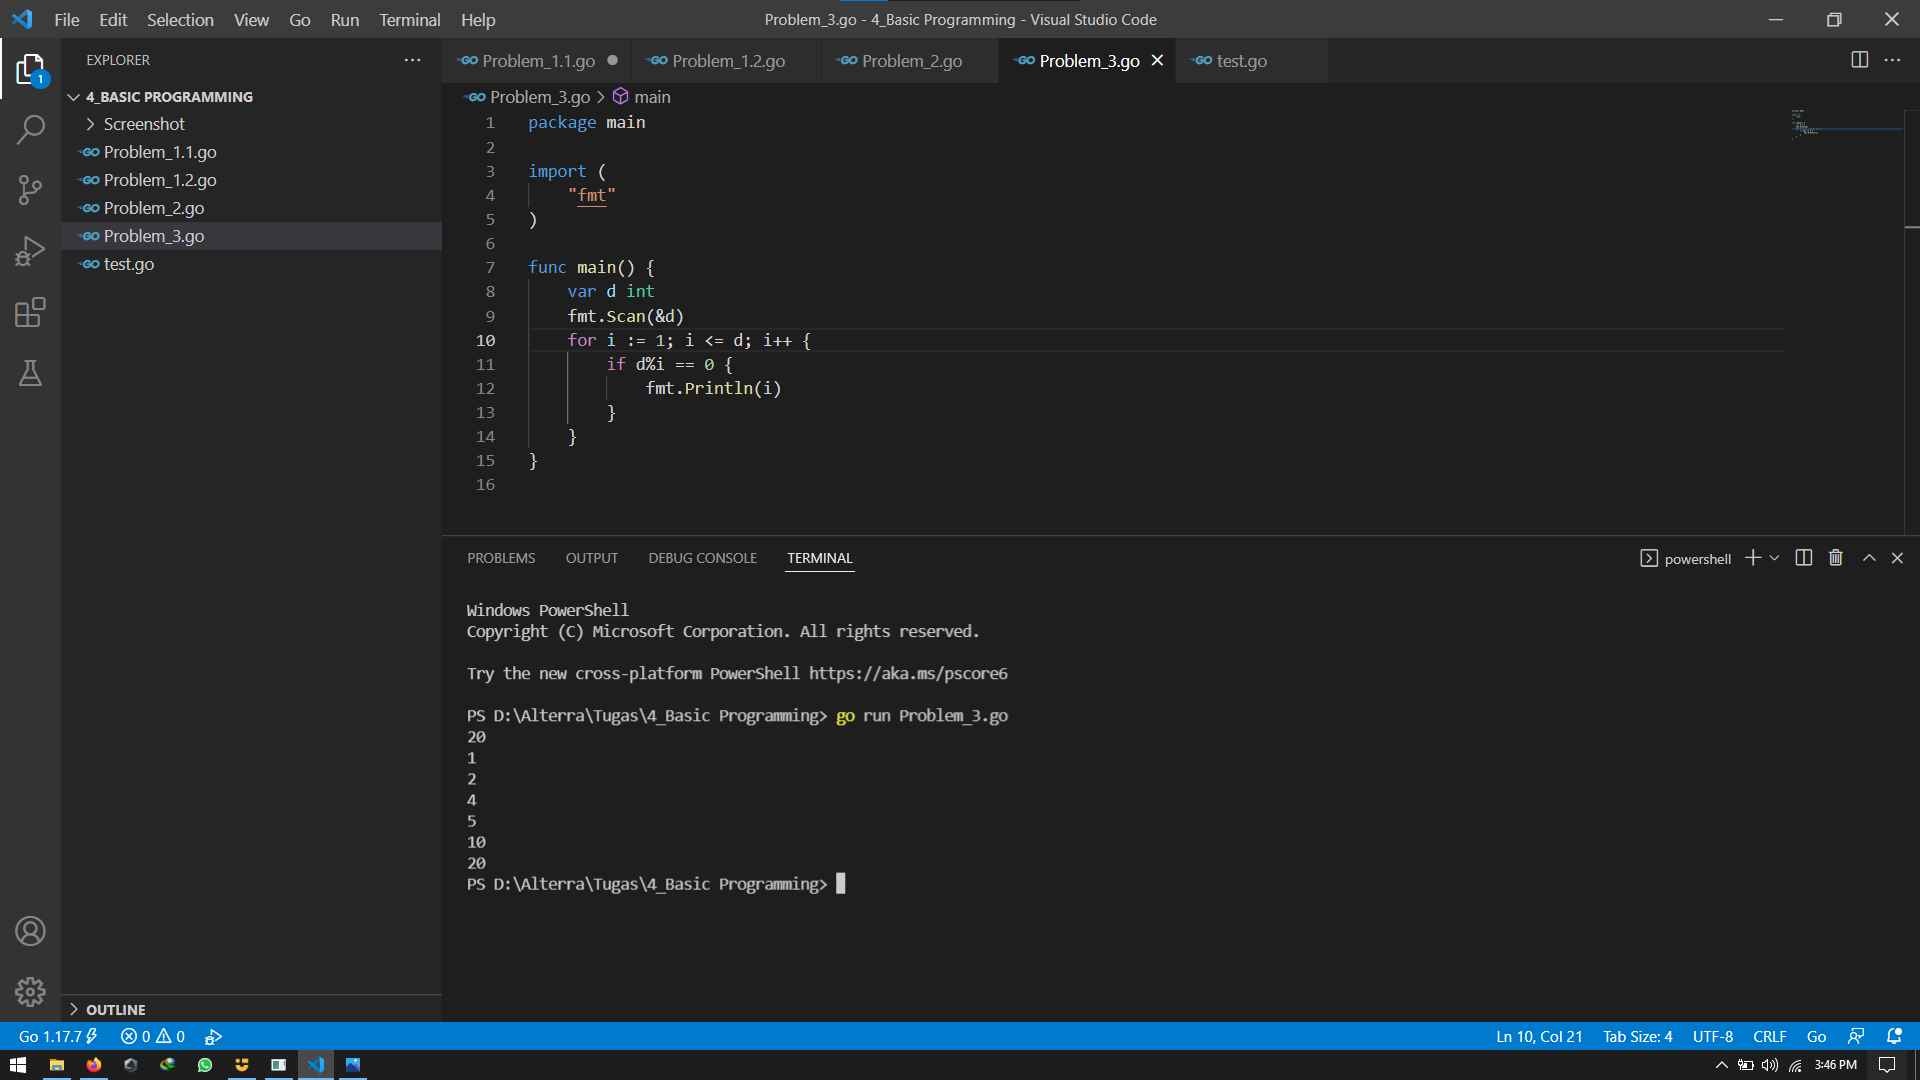 File Edit Selection View Go Run Terminal Help
Problem_3.go - 4_Basic Programming - Visual Studio Code
EXPLORER
Problem_1.1.go
Problem_1.2.go
Problem_2.go
Problem_3.go
test.go
1
4_BASIC PROGRAMMING
Screenshot
Problem_1.1.go
Problem_1.2.go
Problem_2.go
Problem_3.go
test.go
Problem_3.go > main
1 package main
2
3 import (
4 "fmt"
5 )
6
7 func main() {
8 var d int
9 fmt.Scan(&d)
10 for i := 1; i <= d; i++ {
11 if d%i == 0 {
12 fmt.Println(i)
13 }
14 }
15 }
16
PROBLEMS OUTPUT DEBUG CONSOLE TERMINAL
powershell
Windows PowerShell
Copyright (C) Microsoft Corporation. All rights reserved.
Try the new cross-platform PowerShell https://aka.ms/pscore6
PS D:\Alterra\Tugas\4_Basic Programming> go run Problem_3.go
20
1
2
4
5
10
20
PS D:\Alterra\Tugas\4_Basic Programming>
OUTLINE
Go 1.17.7 0 0
Ln 10, Col 21 Tab Size: 4 UTF-8 CRLF Go
3:46 PM